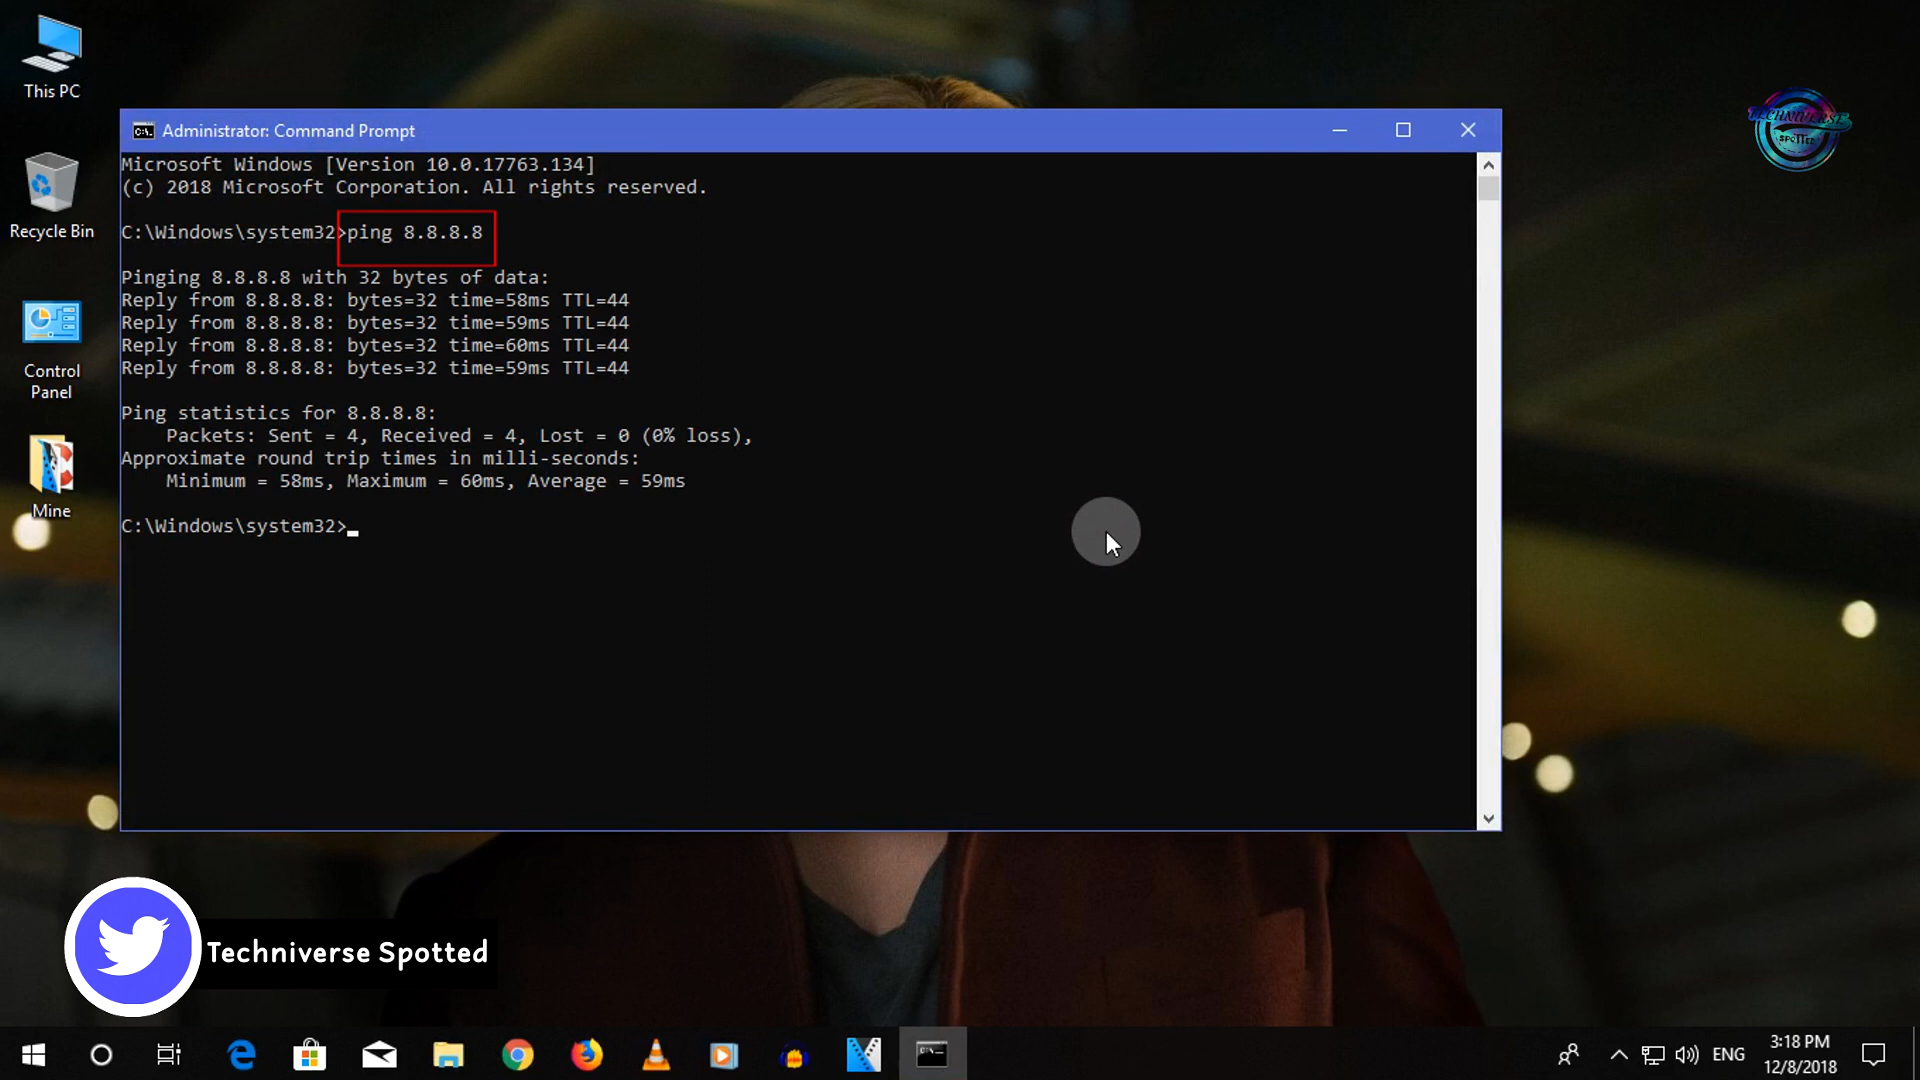 This PC
Recycle Bin
Control
Panel
Mine
Administrator: Command Prompt
Microsoft Windows [Version 10.0.17763.134]
(c) 2018 Microsoft Corporation. All rights reserved.
C:\Windows\system32>ping 8.8.8.8
Pinging 8.8.8.8 with 32 bytes of data:
Reply from 8.8.8.8: bytes=32 time=58ms TTL=44
Reply from 8.8.8.8: bytes=32 time=59ms TTL=44
Reply from 8.8.8.8: bytes=32 time=60ms TTL=44
Reply from 8.8.8.8: bytes=32 time=59ms TTL=44
Ping statistics for 8.8.8.8:
Packets: Sent = 4, Received = 4, Lost = 0 (0% loss),
Approximate round trip times in milli-seconds:
Minimum = 58ms, Maximum = 60ms, Average = 59ms
C:\Windows\system32>
TECHNIVERSE
SPOTTED
Techniverse Spotted
ENG
3:18 PM
12/8/2018